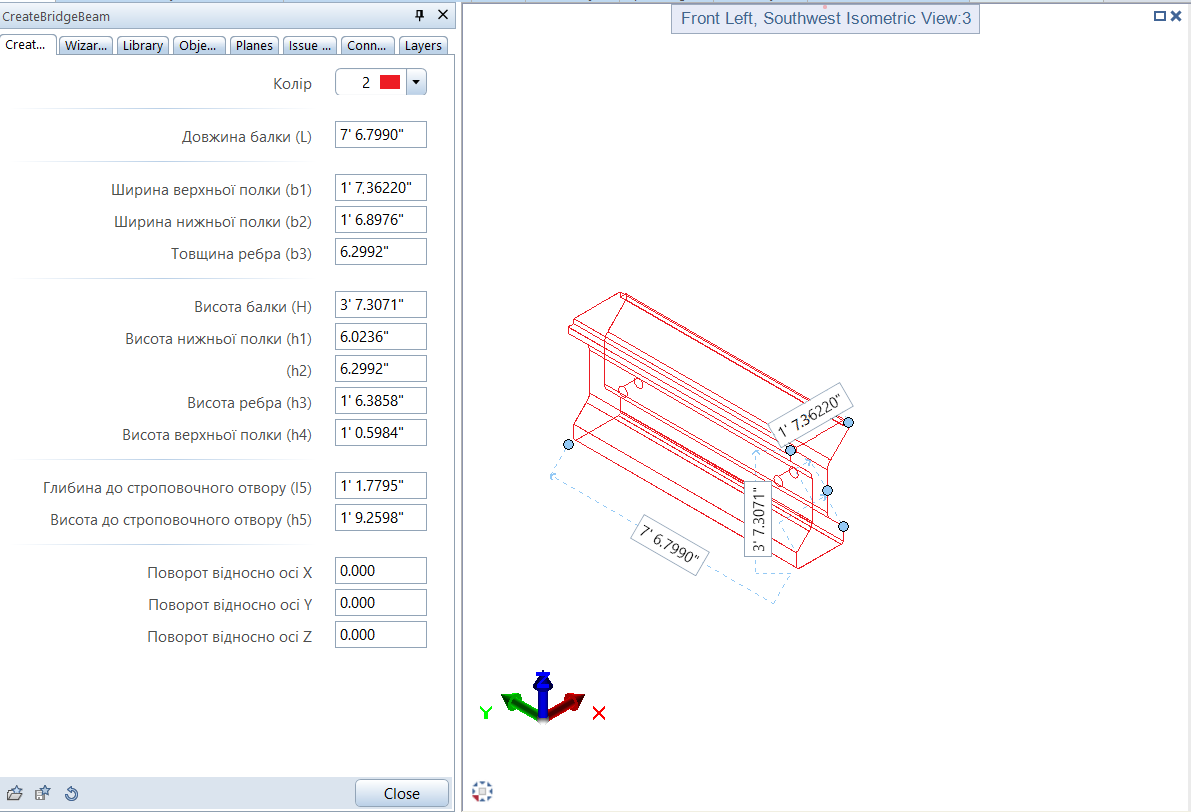 CreateBridgeBeam
Creat... Wizar... Library Obje... Planes Issue ... Conn... Layers
Колір 2
Довжина балки (L) 7' 6.7990"
Ширина верхньої полки (b1) 1' 7.36220"
Ширина нижньої полки (b2) 1' 6.8976"
Товщина ребра (b3) 6.2992"
Висота балки (H) 3' 7.3071"
Висота нижньої полки (h1) 6.0236"
(h2) 6.2992"
Висота ребра (h3) 1' 6.3858"
Висота верхньої полки (h4) 1' 0.5984"
Глибина до строповочного отвору (l5) 1' 1.7795"
Висота до строповочного отвору (h5) 1' 9.2598"
Поворот відносно осі X 0.000
Поворот відносно осі Y 0.000
Поворот відносно осі Z 0.000
Close
Front Left, Southwest Isometric View:3
1' 7.36220"
3' 7.3071"
7' 6.7990"
Y
X